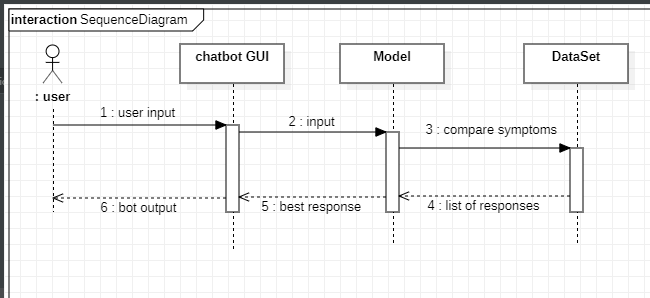 interaction SequenceDiagram
chatbot GUI
Model
DataSet
: user
1 : user input
2 : input
3 : compare symptoms
6 : bot output
5 : best response
4 : list of responses